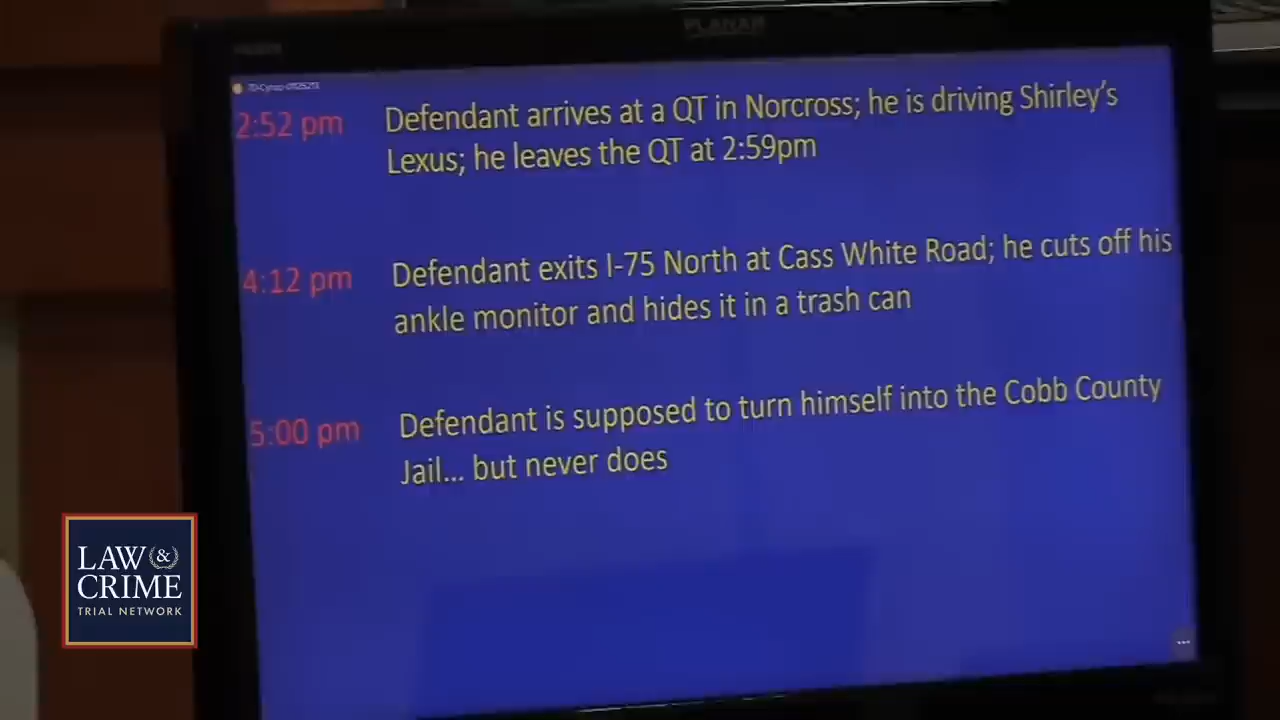 PLANAR
2:52 pm
Defendant arrives at a QT in Norcross; he is driving Shirley's
Lexus; he leaves the QT at 2:59pm
4:12 pm
Defendant exits I-75 North at Cass White Road; he cuts off his
ankle monitor and hides it in a trash can
5:00 pm
Defendant is supposed to turn himself into the Cobb County
Jail... but never does
LAW &
CRIME
TRIAL NETWORK